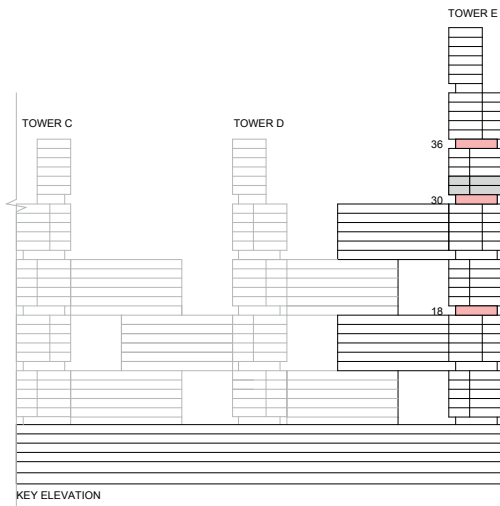 TOWER E
TOWER C
TOWER D
36
30
18
KEY ELEVATION